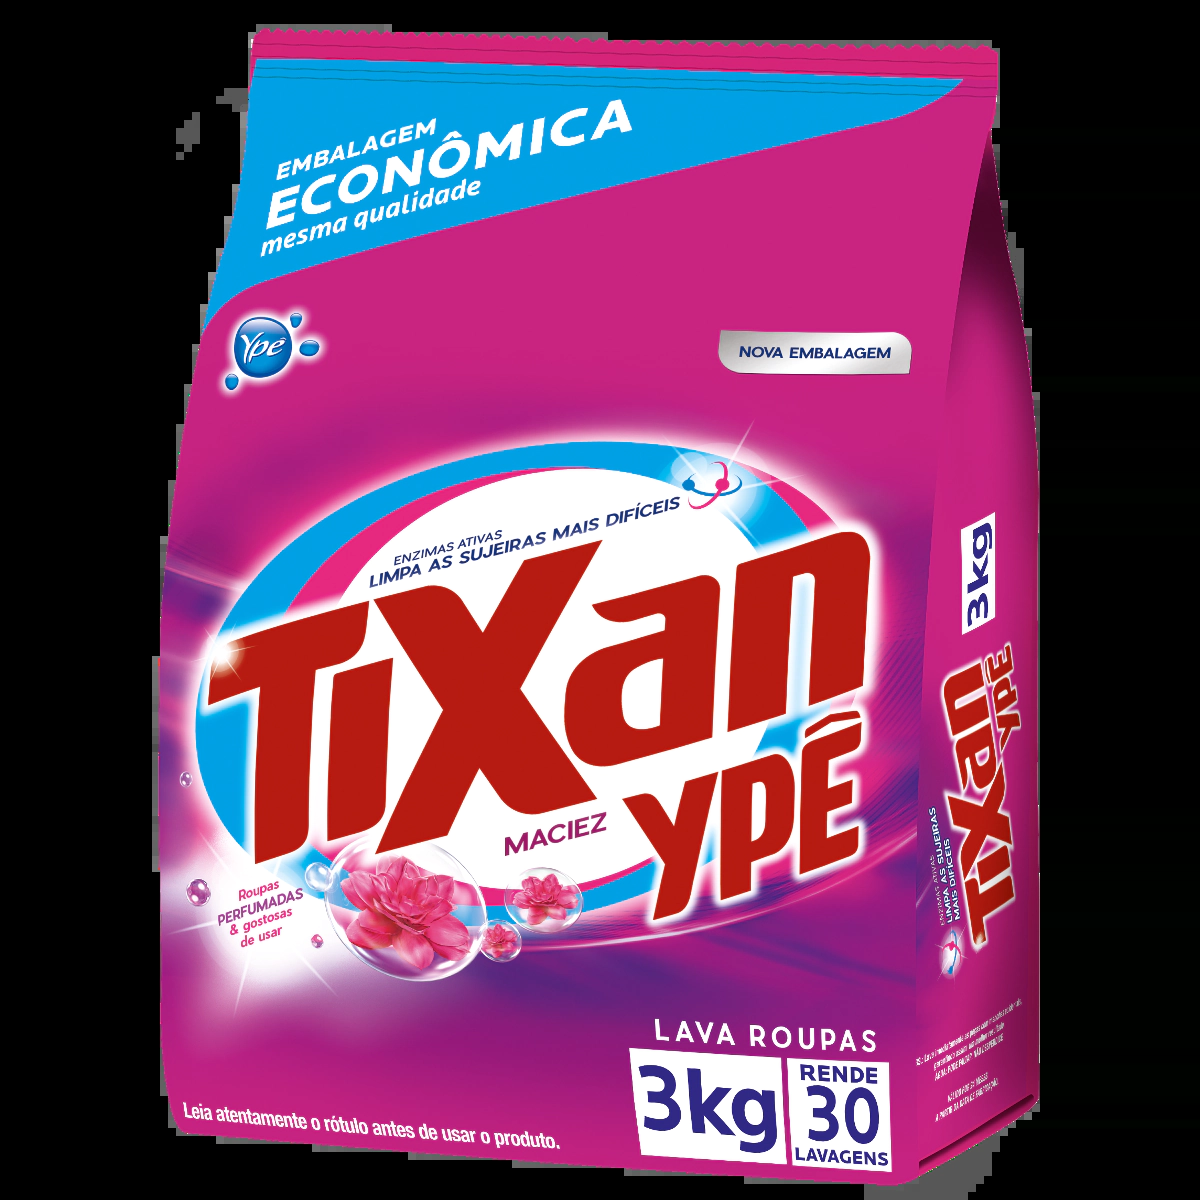 EMBALAGEM
ECONÔMICA
mesma qualidade
Ypê
NOVA EMBALAGEM
ENZIMAS ATIVAS
LIMPA AS SUJEIRAS MAIS DIFÍCEIS
TiXan
YPÊ
MACIEZ
Roupas
PERFUMADAS
& gostosas
de usar
LAVA ROUPAS
3kg
RENDE
30
LAVAGENS
Leia atentamente o rótulo antes de usar o produto.
3kg
TiXan
YPÊ
ENZIMAS ATIVAS
LIMPA AS SUJEIRAS
MAIS DIFÍCEIS